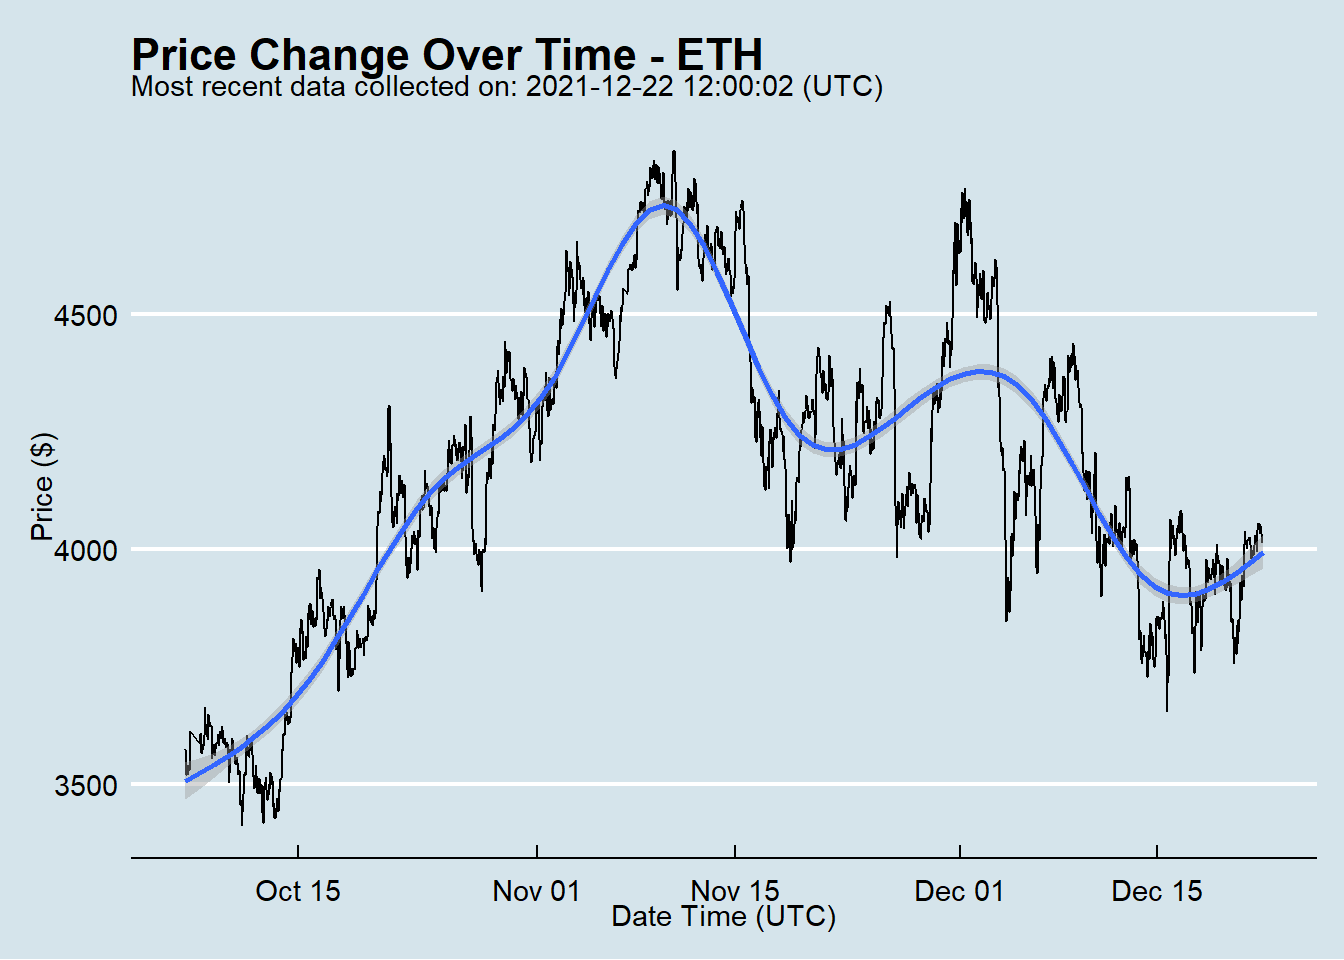 Price Change Over Time - ETH
Most recent data collected on: 2021-12-22 12:00:02 (UTC)
Price ($)
4500
4000
3500
Oct 15
Nov 01
Nov 15
Dec 01
Dec 15
Date Time (UTC)